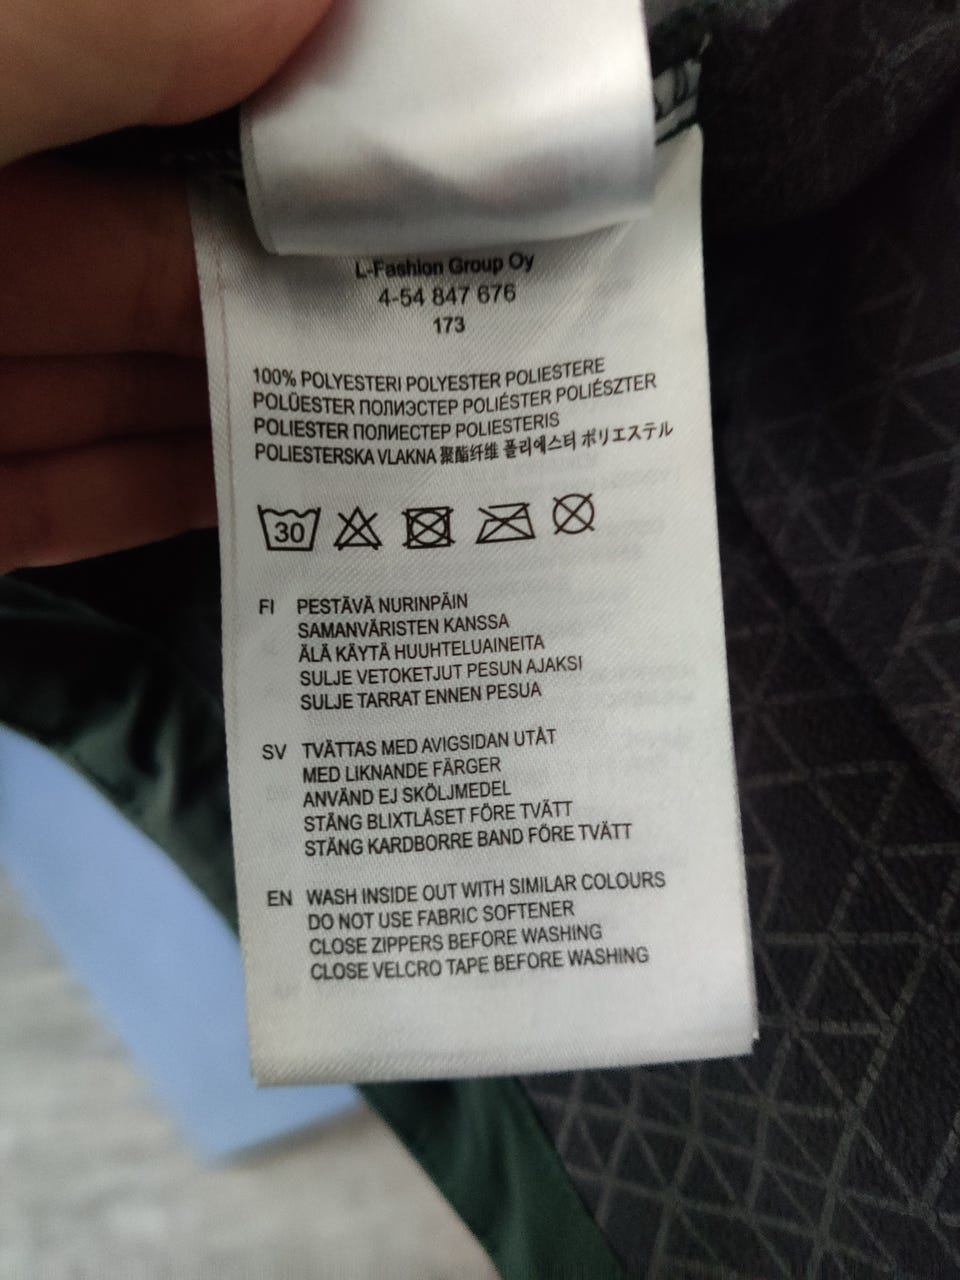 L-Fashion Group Oy
4-54 847 676
173
100% POLYESTERI POLYESTER POLIESTERE
POLÜESTER ПОЛИЭСТЕР POLIÉSTER POLIÉSZTER
POLIESTER ПОЛИЕСТЕР POLIESTERIS
POLIESTERSKA VLAKNA 聚酯纤维 폴리에스터 ポリエステル
30
FI PESTÄVÄ NURINPÄIN
SAMANVÄRISTEN KANSSA
ÄLÄ KÄYTÄ HUUHTELUAINEITA
SULJE VETOKETJUT PESUN AJAKSI
SULJE TARRAT ENNEN PESUA
SV TVÄTTAS MED AVIGSIDAN UTÅT
MED LIKNANDE FÄRGER
ANVÄND EJ SKÖLJMEDEL
STÄNG BLIXTLÅSET FÖRE TVÄTT
STÄNG KARDBORRE BAND FÖRE TVÄTT
EN WASH INSIDE OUT WITH SIMILAR COLOURS
DO NOT USE FABRIC SOFTENER
CLOSE ZIPPERS BEFORE WASHING
CLOSE VELCRO TAPE BEFORE WASHING